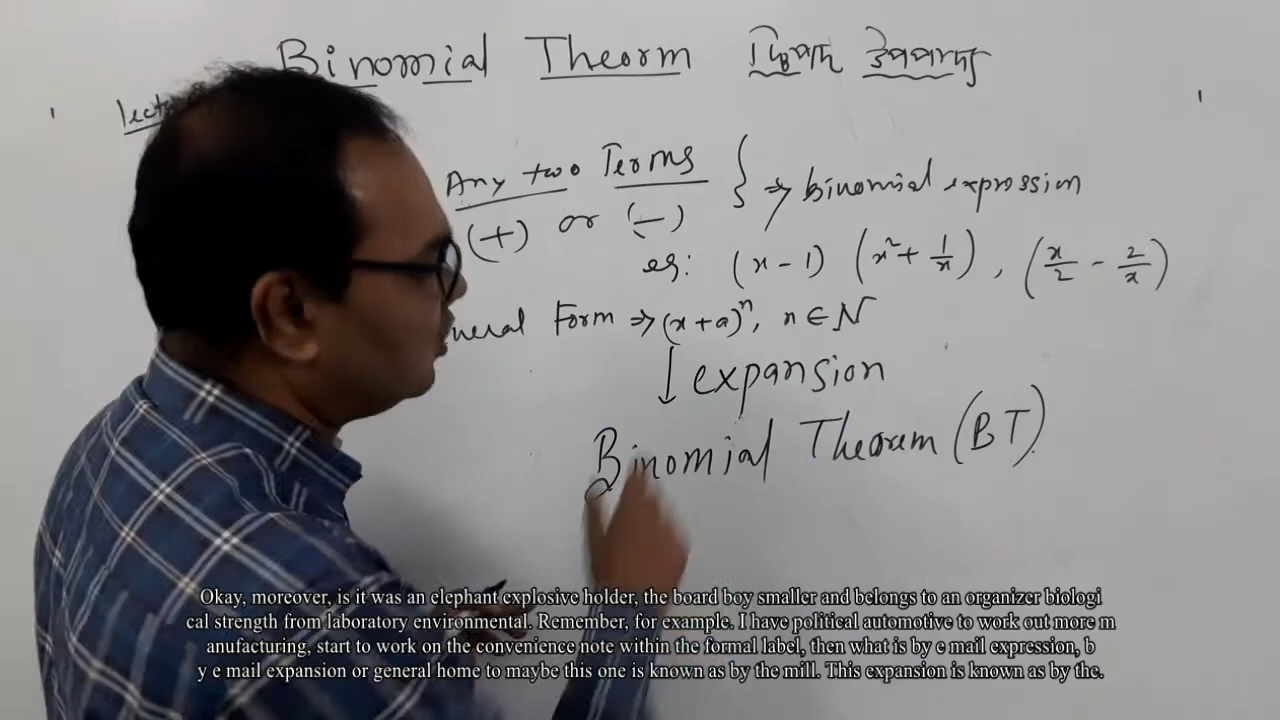 Binomial Theorm দ্বিপদ উপপাদ্য
Any two Terms
(+) or (−) } ⇒ binomial expression
eg: (x - 1) (x² + 1/x), (x/2 - 2/x)
Form ⇒ (x + a)ⁿ, n ∈ N
↓ expansion
Binomial Theorem (BT)
Okay, moreover, is it was an elephant explosive holder, the board boy smaller and belongs to an organizer biologi
cal strength from laboratory environmental. Remember, for example, I have political automotive to work out more m
anufacturing, start to work on the convenience note within the formal label, then what is by e mail expression, b
y e mail expansion or general home to maybe this one is known as by the mill. This expansion is known as by the.